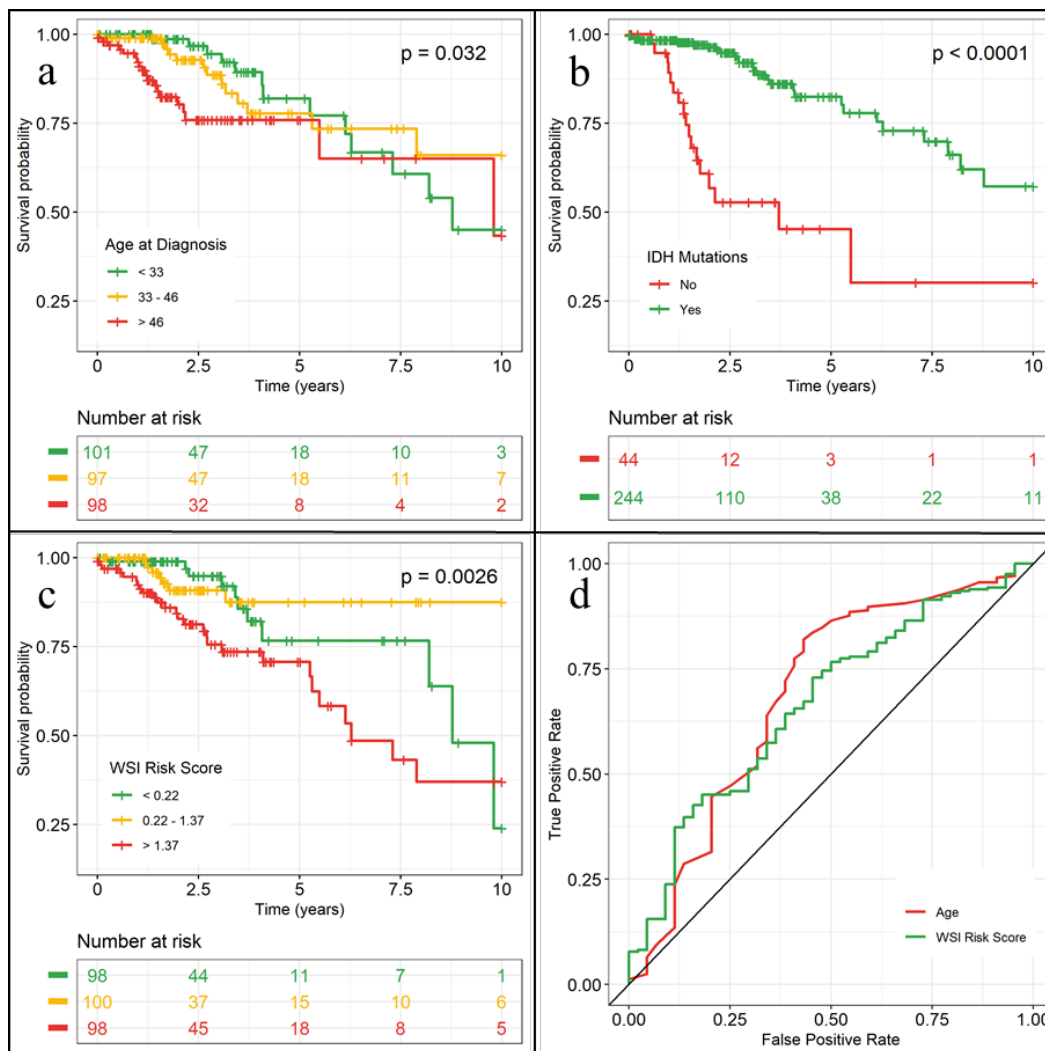 a
p = 0.032
Survival probability
1.00
0.75
0.50
0.25
Age at Diagnosis
< 33
33 - 46
> 46
0
2.5
5
7.5
10
Time (years)
Number at risk
101 47 18 10 3
97 47 18 11 7
98 32 8 4 2
b
p < 0.0001
Survival probability
1.00
0.75
0.50
0.25
IDH Mutations
No
Yes
0
2.5
5
7.5
10
Time (years)
Number at risk
44 12 3 1 1
244 110 38 22 11
c
p = 0.0026
Survival probability
1.00
0.75
0.50
0.25
WSI Risk Score
< 0.22
0.22 - 1.37
> 1.37
0
2.5
5
7.5
10
Time (years)
Number at risk
98 44 11 7 1
100 37 15 10 6
98 45 18 8 5
d
True Positive Rate
1.00
0.75
0.50
0.25
0.00
Age
WSI Risk Score
0.00
0.25
0.50
0.75
1.00
False Positive Rate